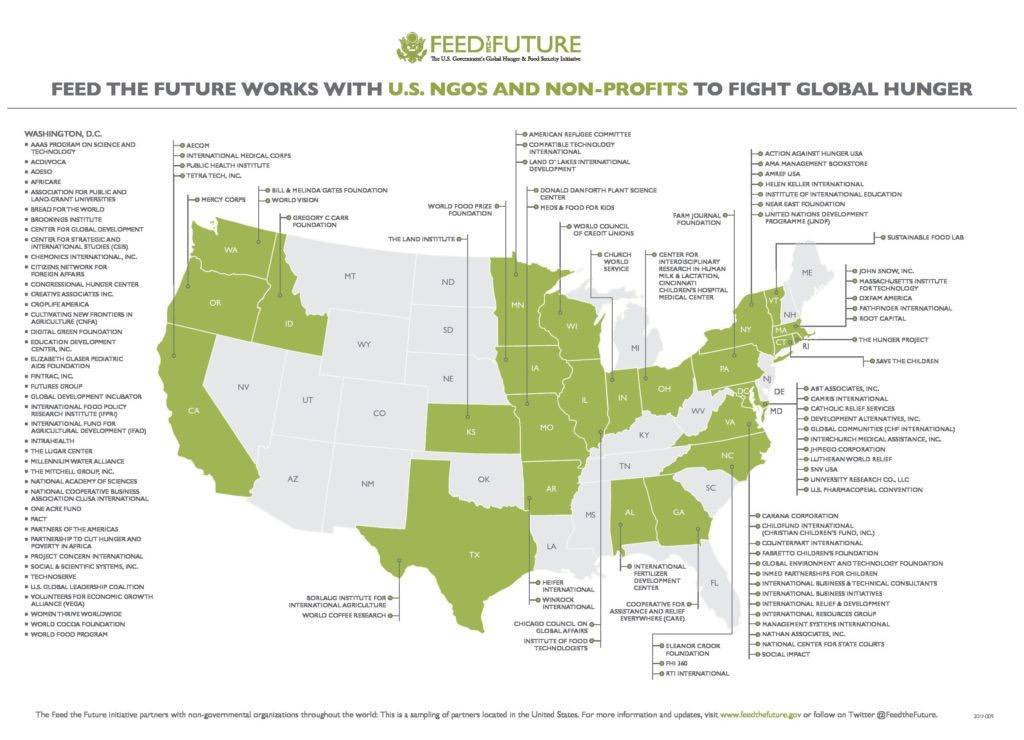 FEED THE FUTURE
The U.S. Government's Global Hunger & Food Security Initiative
FEED THE FUTURE WORKS WITH U.S. NGOS AND NON-PROFITS TO FIGHT GLOBAL HUNGER
WASHINGTON, D.C.
AAAS PROGRAM ON SCIENCE AND
TECHNOLOGY
ACDI/VOCA
ADESO
AFRICARE
ASSOCIATION FOR PUBLIC AND
LAND-GRANT UNIVERSITIES
BREAD FOR THE WORLD
BROOKINGS INSTITUTE
CENTER FOR GLOBAL DEVELOPMENT
CENTER FOR STRATEGIC AND
INTERNATIONAL STUDIES (CSIS)
CHEMONICS INTERNATIONAL, INC.
CITIZENS NETWORK FOR
FOREIGN AFFAIRS
CONGRESSIONAL HUNGER CENTER
CREATIVE ASSOCIATES INC.
CROPLIFE AMERICA
CULTIVATING NEW FRONTIERS IN
AGRICULTURE (CNFA)
DIGITAL GREEN FOUNDATION
EDUCATION DEVELOPMENT
CENTER, INC.
ELIZABETH GLASER PEDIATRIC
AIDS FOUNDATION
FINTRAC, INC.
FUTURES GROUP
GLOBAL DEVELOPMENT INCUBATOR
INTERNATIONAL FOOD POLICY
RESEARCH INSTITUTE (IFPRI)
INTERNATIONAL FUND FOR
AGRICULTURAL DEVELOPMENT (IFAD)
INTRAHEALTH
THE LUGAR CENTER
MILLENNIUM WATER ALLIANCE
THE MITCHELL GROUP, INC.
NATIONAL ACADEMY OF SCIENCES
NATIONAL COOPERATIVE BUSINESS
ASSOCIATION CLUSA INTERNATIONAL
ONE ACRE FUND
PACT
PARTNERS OF THE AMERICAS
PARTNERSHIP TO CUT HUNGER AND
POVERTY IN AFRICA
PROJECT CONCERN INTERNATIONAL
SOCIAL & SCIENTIFIC SYSTEMS, INC.
TECHNOSERVE
U.S. GLOBAL LEADERSHIP COALITION
VOLUNTEERS FOR ECONOMIC GROWTH
ALLIANCE (VEGA)
WOMEN THRIVE WORLDWIDE
WORLD COCOA FOUNDATION
WORLD FOOD PROGRAM
AECOM
INTERNATIONAL MEDICAL CORPS
PUBLIC HEALTH INSTITUTE
TETRA TECH, INC.
MERCY CORPS
BILL & MELINDA GATES FOUNDATION
WORLD VISION
GREGORY C CARR
FOUNDATION
THE LAND INSTITUTE
WORLD FOOD PRIZE
FOUNDATION
AMERICAN REFUGEE COMMITTEE
COMPATIBLE TECHNOLOGY
INTERNATIONAL
LAND O' LAKES INTERNATIONAL
DEVELOPMENT
DONALD DANFORTH PLANT SCIENCE
CENTER
MEDS & FOOD FOR KIDS
WORLD COUNCIL
OF CREDIT UNIONS
CHURCH
WORLD
SERVICE
CENTER FOR
INTERDISCIPLINARY
RESEARCH IN HUMAN
MILK & LACTATION,
CINCINNATI
CHILDREN'S HOSPITAL
MEDICAL CENTER
FARM JOURNAL
FOUNDATION
ACTION AGAINST HUNGER USA
AMA MANAGEMENT BOOKSTORE
AMREF USA
HELEN KELLER INTERNATIONAL
INSTITUTE OF INTERNATIONAL EDUCATION
NEAR EAST FOUNDATION
UNITED NATIONS DEVELOPMENT
PROGRAMME (UNDP)
SUSTAINABLE FOOD LAB
JOHN SNOW, INC.
MASSACHUSETTS INSTITUTE
FOR TECHNOLOGY
OXFAM AMERICA
PATHFINDER INTERNATIONAL
ROOT CAPITAL
THE HUNGER PROJECT
SAVE THE CHILDREN
ABT ASSOCIATES, INC.
CAMRIS INTERNATIONAL
CATHOLIC RELIEF SERVICES
DEVELOPMENT ALTERNATIVES, INC.
GLOBAL COMMUNITIES (CHF INTERNATIONAL)
INTERCHURCH MEDICAL ASSISTANCE, INC.
JHPIEGO CORPORATION
LUTHERAN WORLD RELIEF
SNV USA
UNIVERSITY RESEARCH CO., LLC
U.S. PHARMACOPEIAL CONVENTION
CARANA CORPORATION
CHILDFUND INTERNATIONAL
(CHRISTIAN CHILDREN'S FUND, INC.)
COUNTERPART INTERNATIONAL
FABRETTO CHILDREN'S FOUNDATION
GLOBAL ENVIRONMENT AND TECHNOLOGY FOUNDATION
INMED PARTNERSHIPS FOR CHILDREN
INTERNATIONAL BUSINESS & TECHNICAL CONSULTANTS
INTERNATIONAL BUSINESS INITIATIVES
INTERNATIONAL RELIEF & DEVELOPMENT
INTERNATIONAL RESOURCES GROUP
MANAGEMENT SYSTEMS INTERNATIONAL
NATHAN ASSOCIATES, INC.
NATIONAL CENTER FOR STATE COURTS
SOCIAL IMPACT
WA
OR
CA
ID
NV
MT
WY
UT
AZ
CO
NM
ND
SD
NE
KS
OK
TX
MN
IA
MO
AR
LA
WI
IL
MI
IN
OH
KY
TN
MS
AL
GA
FL
SC
NC
VA
WV
PA
NY
VT
NH
ME
MA
CT
RI
NJ
DE
MD
DC
BORLAUG INSTITUTE FOR
INTERNATIONAL AGRICULTURE
WORLD COFFEE RESEARCH
HEIFER
INTERNATIONAL
WINROCK
INTERNATIONAL
CHICAGO COUNCIL ON
GLOBAL AFFAIRS
INSTITUTE OF FOOD
TECHNOLOGISTS
INTERNATIONAL
FERTILIZER
DEVELOPMENT
CENTER
COOPERATIVE FOR
ASSISTANCE AND RELIEF
EVERYWHERE (CARE)
ELEANOR CROOK
FOUNDATION
FHI 360
RTI INTERNATIONAL
The Feed the Future initiative partners with non-governmental organizations throughout the world: This is a sampling of partners located in the United States. For more information and updates, visit www.feedthefuture.gov or follow on Twitter @FeedtheFuture.